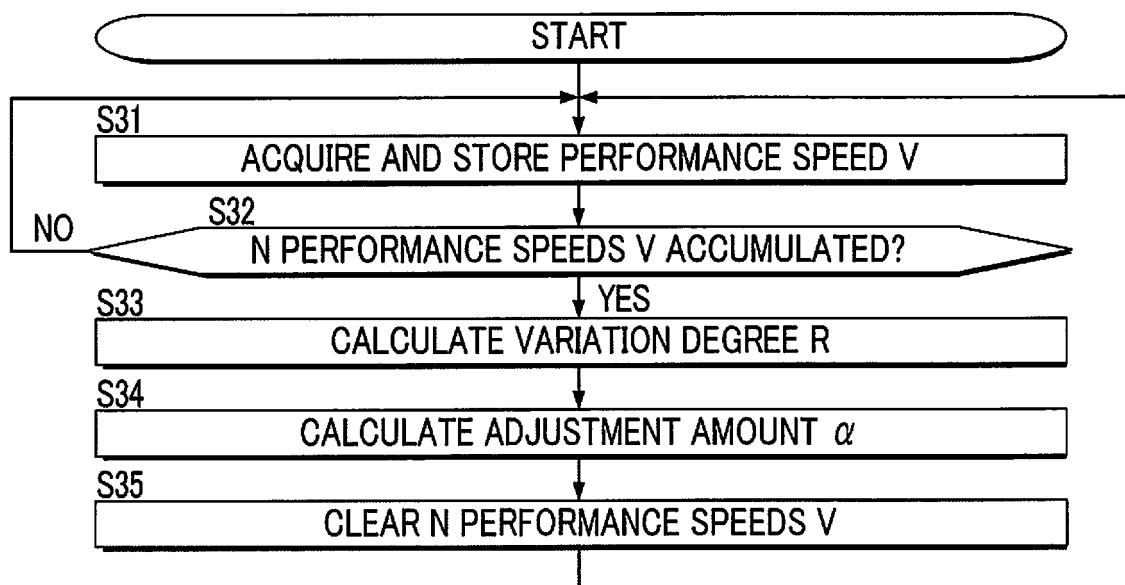 START
S31
ACQUIRE AND STORE PERFORMANCE SPEED V
S32
NO
N PERFORMANCE SPEEDS V ACCUMULATED?
YES
S33
CALCULATE VARIATION DEGREE R
S34
CALCULATE ADJUSTMENT AMOUNT α
S35
CLEAR N PERFORMANCE SPEEDS V